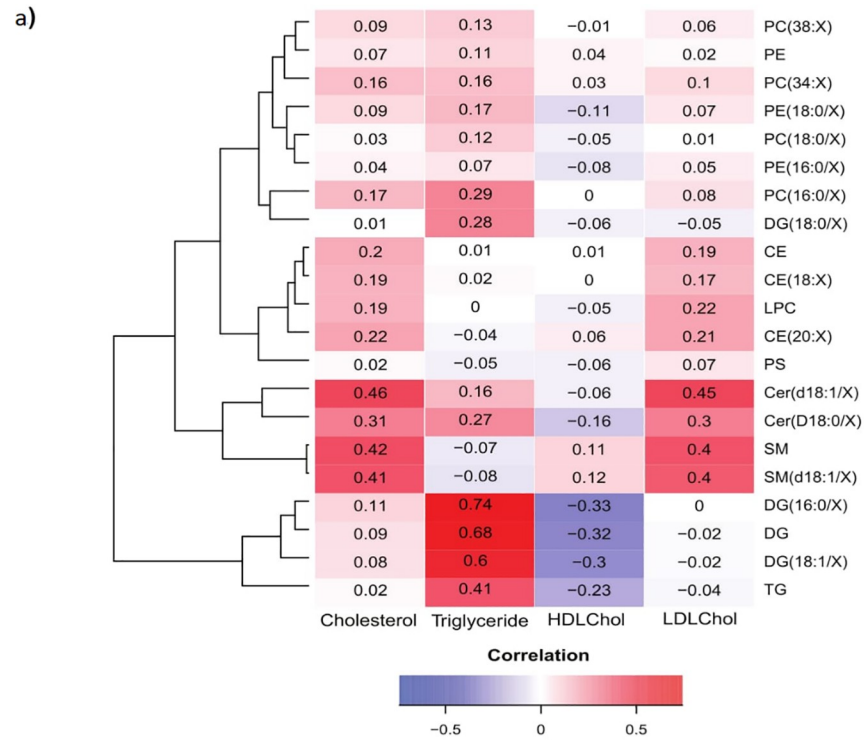 a)
0.09 0.13 −0.01 0.06 PC(38:X)
0.07 0.11 0.04 0.02 PE
0.16 0.16 0.03 0.1 PC(34:X)
0.09 0.17 −0.11 0.07 PE(18:0/X)
0.03 0.12 −0.05 0.01 PC(18:0/X)
0.04 0.07 −0.08 0.05 PE(16:0/X)
0.17 0.29 0 0.08 PC(16:0/X)
0.01 0.28 −0.06 −0.05 DG(18:0/X)
0.2 0.01 0.01 0.19 CE
0.19 0.02 0 0.17 CE(18:X)
0.19 0 −0.05 0.22 LPC
0.22 −0.04 0.06 0.21 CE(20:X)
0.02 −0.05 −0.06 0.07 PS
0.46 0.16 −0.06 0.45 Cer(d18:1/X)
0.31 0.27 −0.16 0.3 Cer(D18:0/X)
0.42 −0.07 0.11 0.4 SM
0.41 −0.08 0.12 0.4 SM(d18:1/X)
0.11 0.74 −0.33 0 DG(16:0/X)
0.09 0.68 −0.32 −0.02 DG
0.08 0.6 −0.3 −0.02 DG(18:1/X)
0.02 0.41 −0.23 −0.04 TG
Cholesterol Triglyceride HDLChol LDLChol
Correlation
−0.5 0 0.5